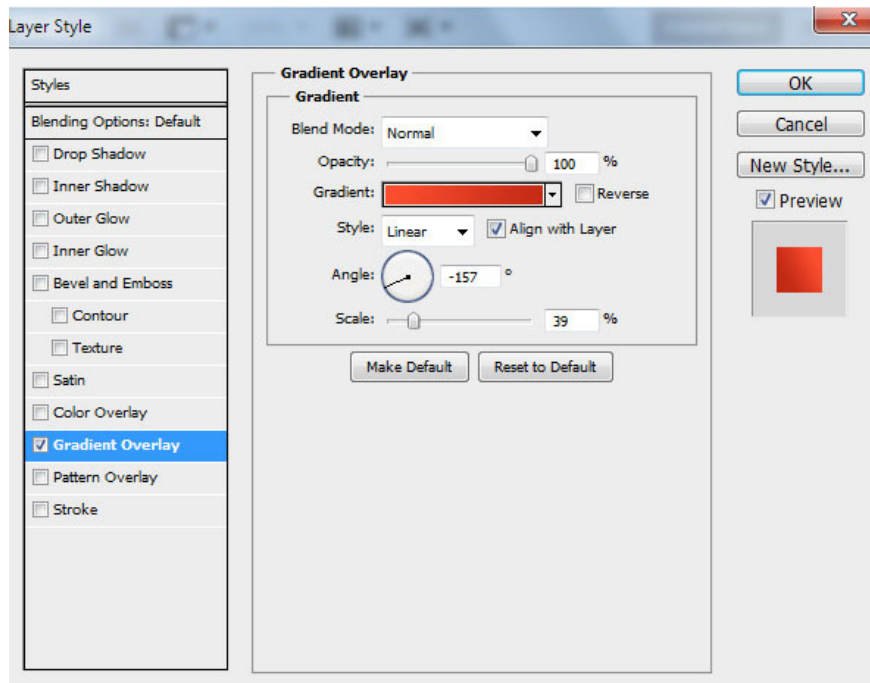 Layer Style
Styles
Blending Options: Default
Drop Shadow
Inner Shadow
Outer Glow
Inner Glow
Bevel and Emboss
Contour
Texture
Satin
Color Overlay
Gradient Overlay
Pattern Overlay
Stroke
Gradient Overlay
Gradient
Blend Mode: Normal
Opacity: 100 %
Gradient: Reverse
Style: Linear Align with Layer
Angle: -157 °
Scale: 39 %
Make Default Reset to Default
OK
Cancel
New Style...
Preview